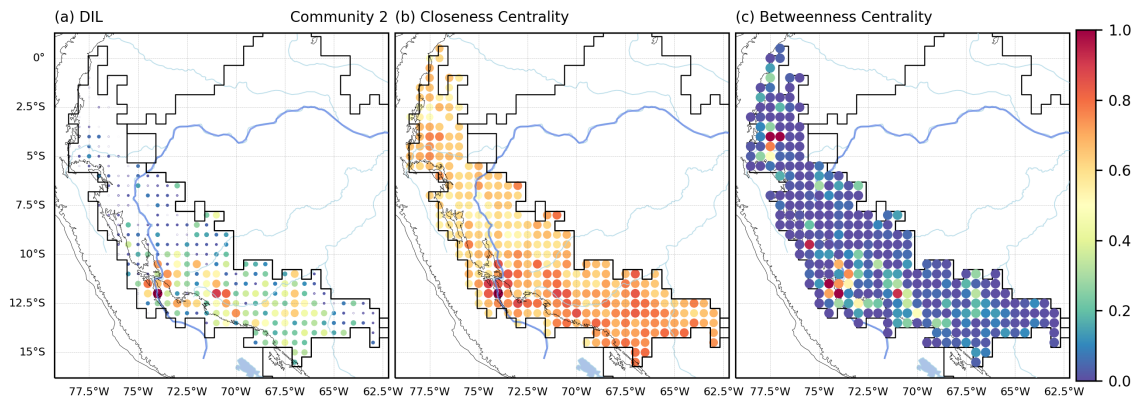 (a) DIL Community 2 (b) Closeness Centrality (c) Betweenness Centrality
1.0
0°
2.5°S
0.8
5°S
0.6
7.5°S
0.4
10°S
12.5°S
0.2
15°S
0.0
77.5°W 75°W 72.5°W 70°W 67.5°W 65°W 62.5° 77.5°W 75°W 72.5°W 70°W 67.5°W 65°W 62.5° 77.5°W 75°W 72.5°W 70°W 67.5°W 65°W 62.5°W